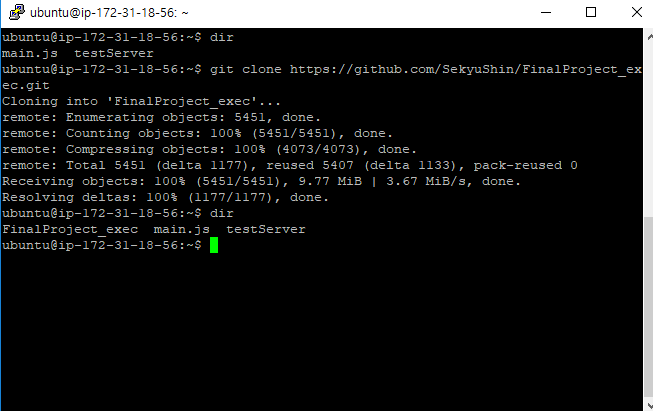 ubuntu@ip-172-31-18-56: ~
ubuntu@ip-172-31-18-56:~$ dir
main.js  testServer
ubuntu@ip-172-31-18-56:~$ git clone https://github.com/SekyuShin/FinalProject_ex
ec.git
Cloning into 'FinalProject_exec'...
remote: Enumerating objects: 5451, done.
remote: Counting objects: 100% (5451/5451), done.
remote: Compressing objects: 100% (4073/4073), done.
remote: Total 5451 (delta 1177), reused 5407 (delta 1133), pack-reused 0
Receiving objects: 100% (5451/5451), 9.77 MiB | 3.67 MiB/s, done.
Resolving deltas: 100% (1177/1177), done.
ubuntu@ip-172-31-18-56:~$ dir
FinalProject_exec  main.js  testServer
ubuntu@ip-172-31-18-56:~$